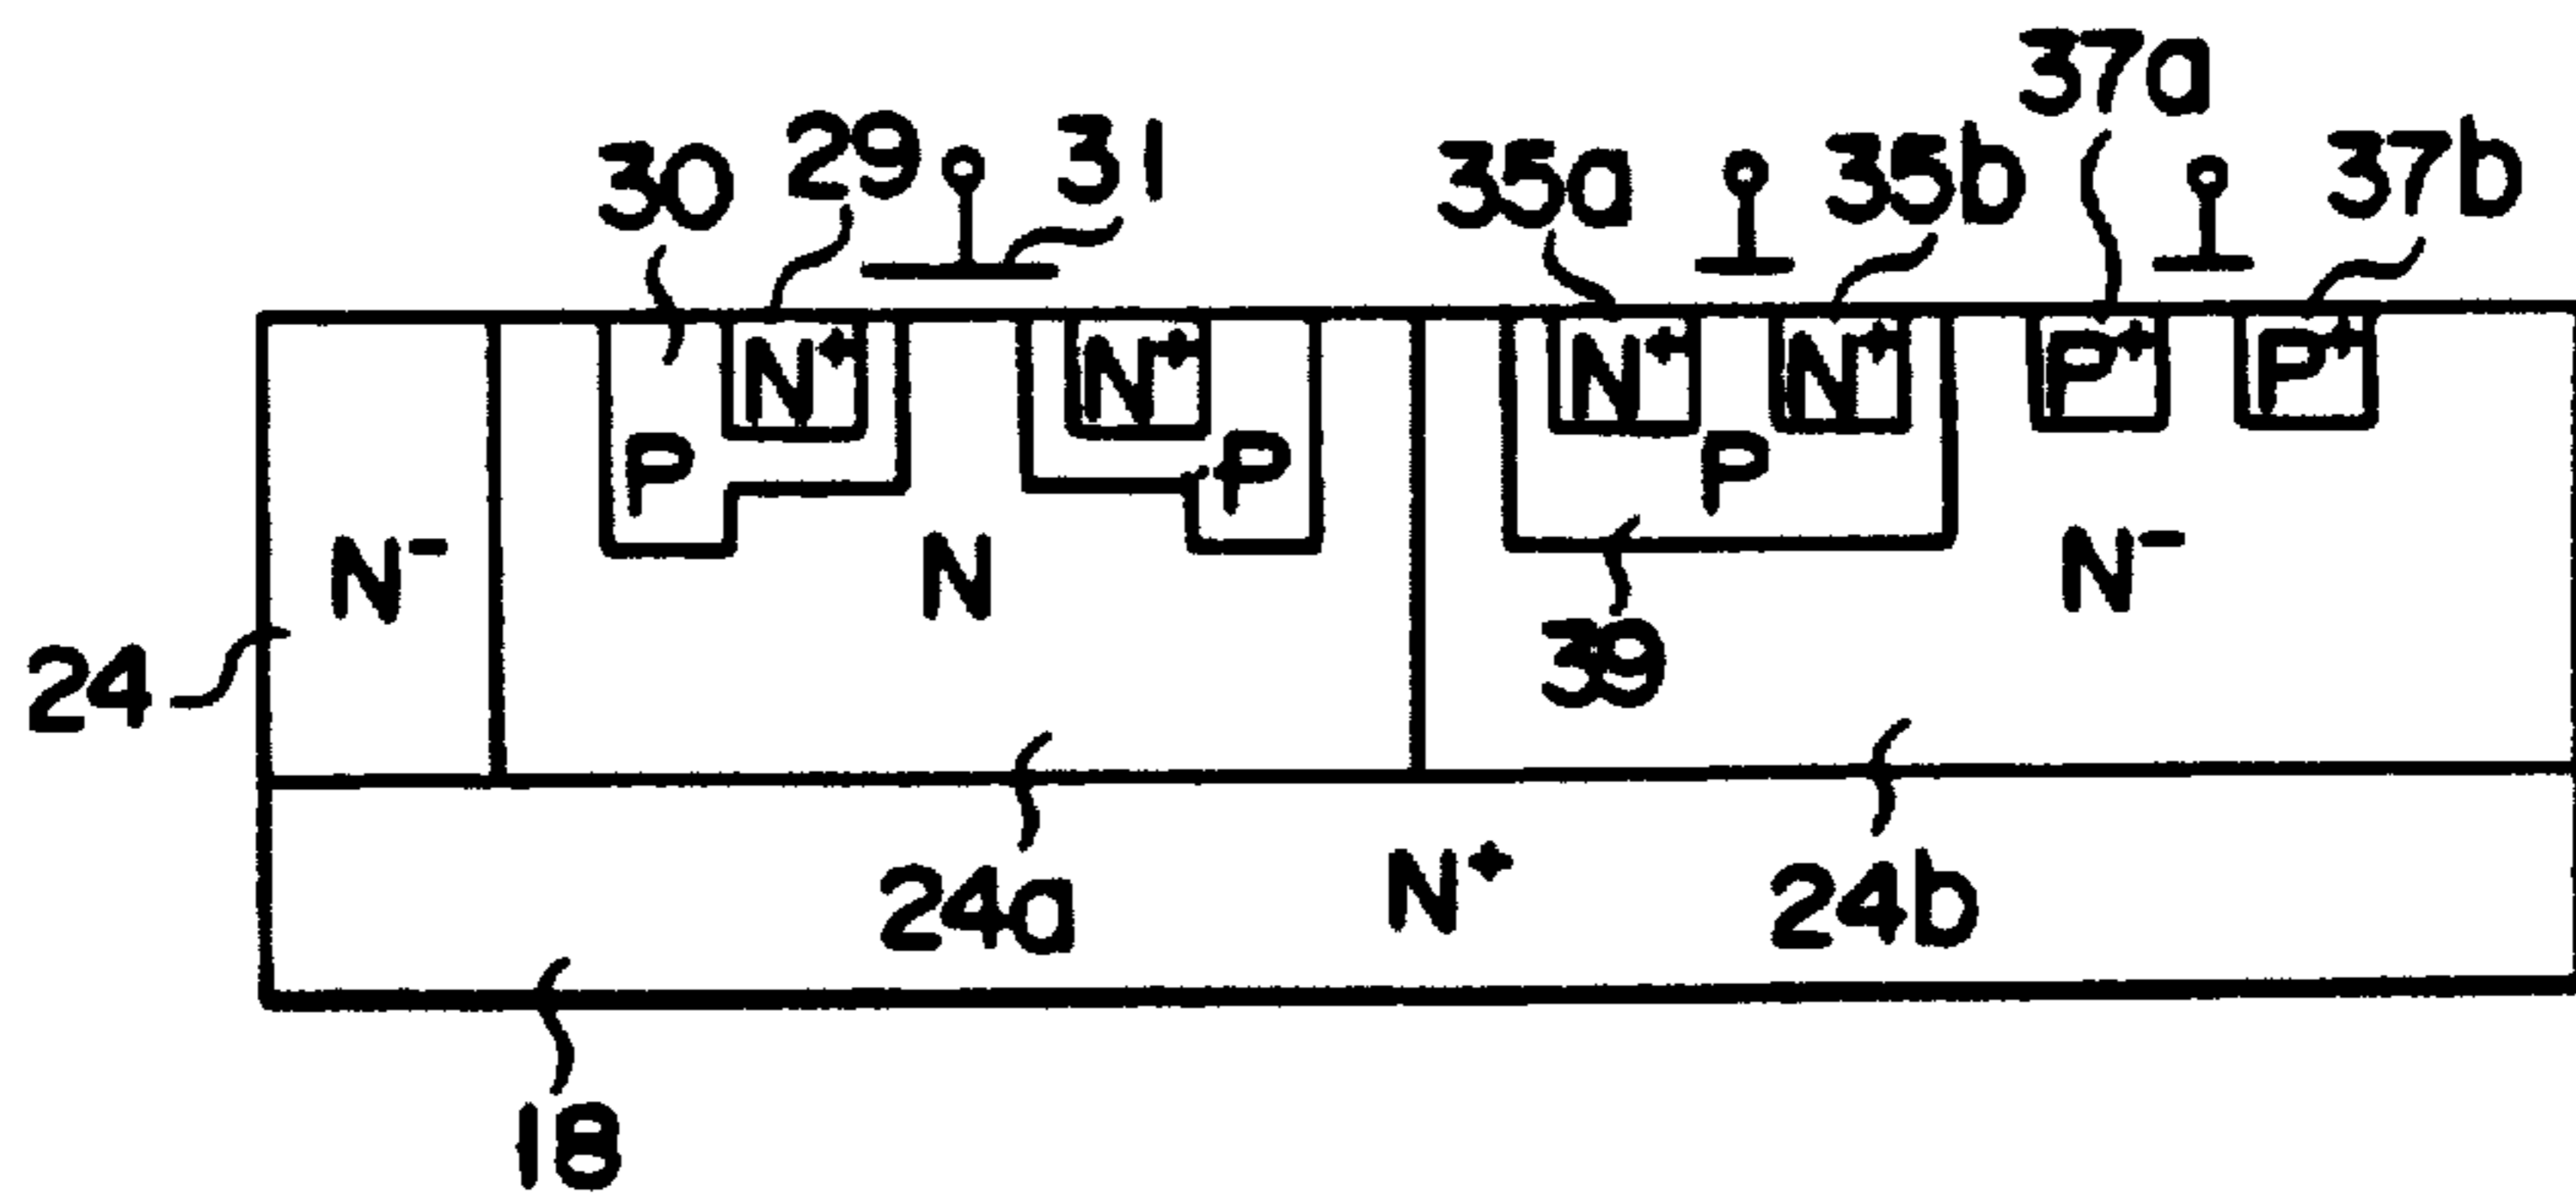 37a
30 29 31 35a 35b 37b
N+ N+ N+ N+ P+ P+
P P P
N- N N-
24 39
24a N+ 24b
18